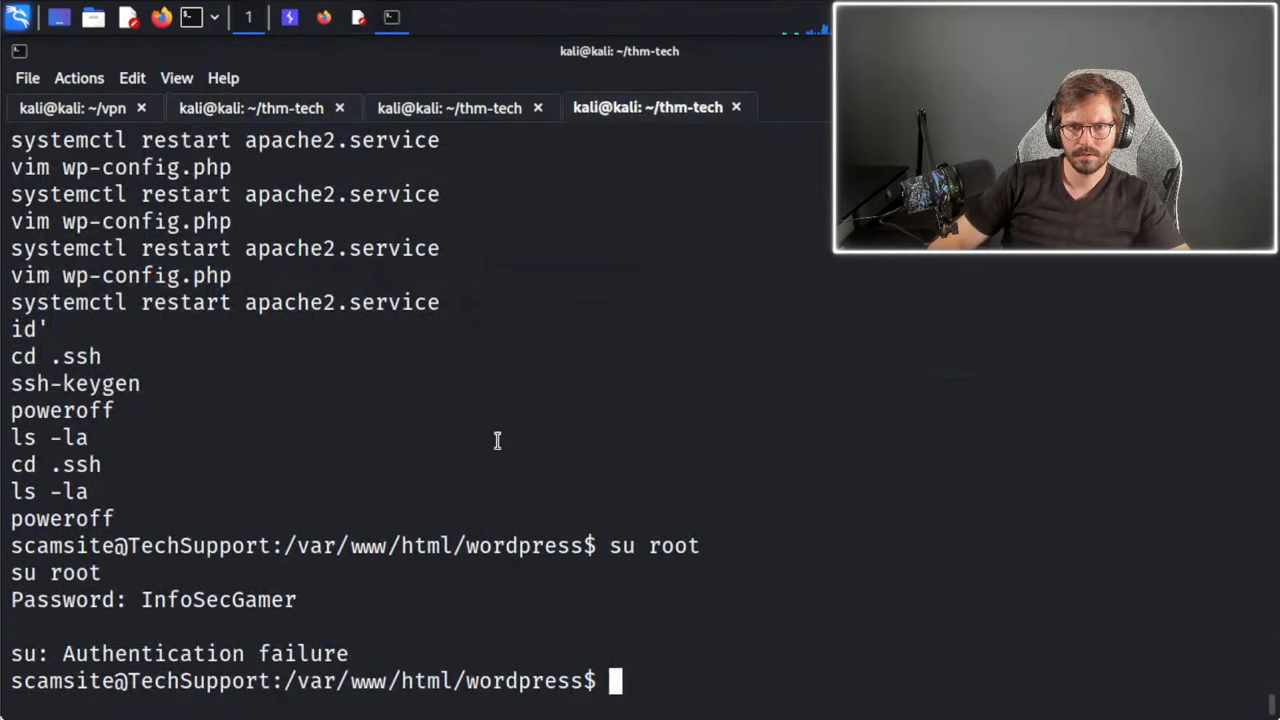 1
kali@kali: ~/thm-tech
File Actions Edit View Help
kali@kali: ~/vpn kali@kali: ~/thm-tech kali@kali: ~/thm-tech kali@kali: ~/thm-tech
systemctl restart apache2.service
vim wp-config.php
systemctl restart apache2.service
vim wp-config.php
systemctl restart apache2.service
vim wp-config.php
systemctl restart apache2.service
id'
cd .ssh
ssh-keygen
poweroff
ls -la
cd .ssh
ls -la
poweroff
scamsite@TechSupport:/var/www/html/wordpress$ su root
su root
Password: InfoSecGamer
su: Authentication failure
scamsite@TechSupport:/var/www/html/wordpress$